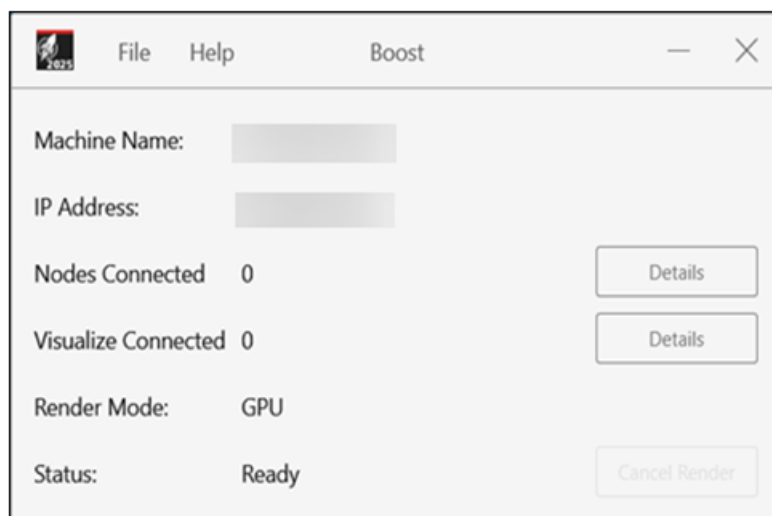 2025 File Help Boost
Machine Name:
IP Address:
Nodes Connected 0 Details
Visualize Connected 0 Details
Render Mode: GPU
Status: Ready Cancel Render